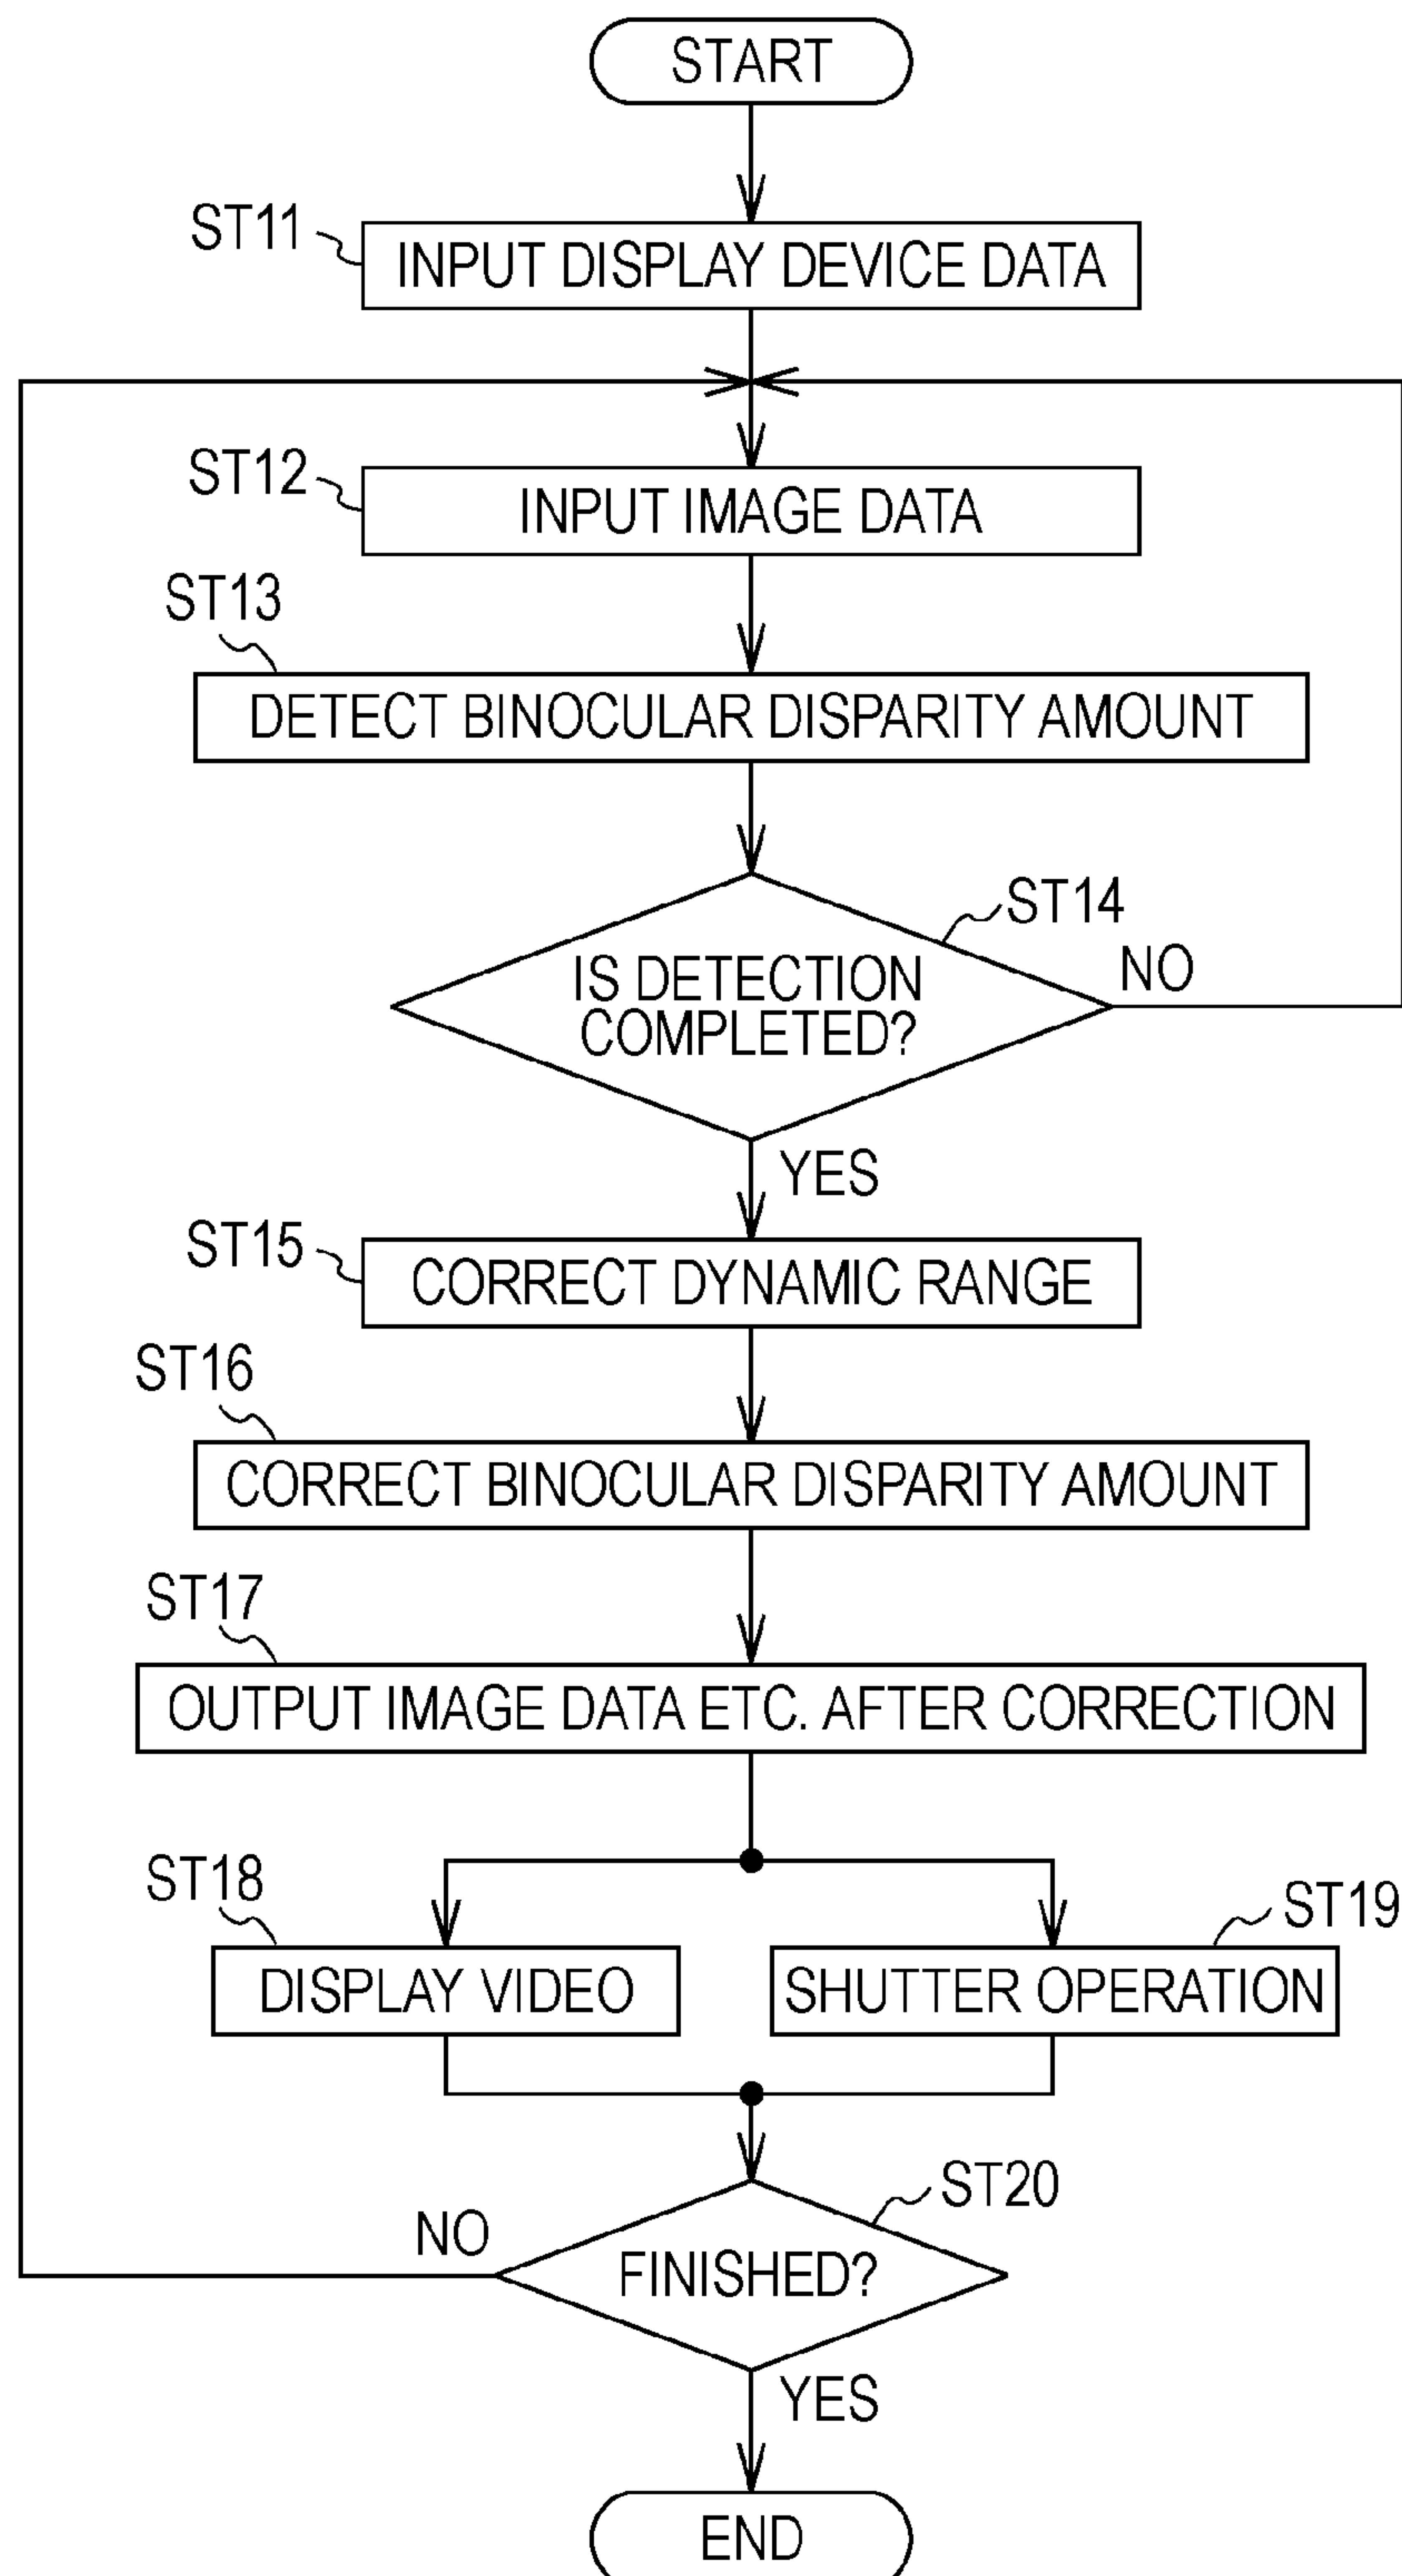 START
ST11
INPUT DISPLAY DEVICE DATA
ST12
INPUT IMAGE DATA
ST13
DETECT BINOCULAR DISPARITY AMOUNT
ST14
IS DETECTION
COMPLETED?
NO
YES
ST15
CORRECT DYNAMIC RANGE
ST16
CORRECT BINOCULAR DISPARITY AMOUNT
ST17
OUTPUT IMAGE DATA ETC. AFTER CORRECTION
ST18
DISPLAY VIDEO
ST19
SHUTTER OPERATION
ST20
NO
FINISHED?
YES
END